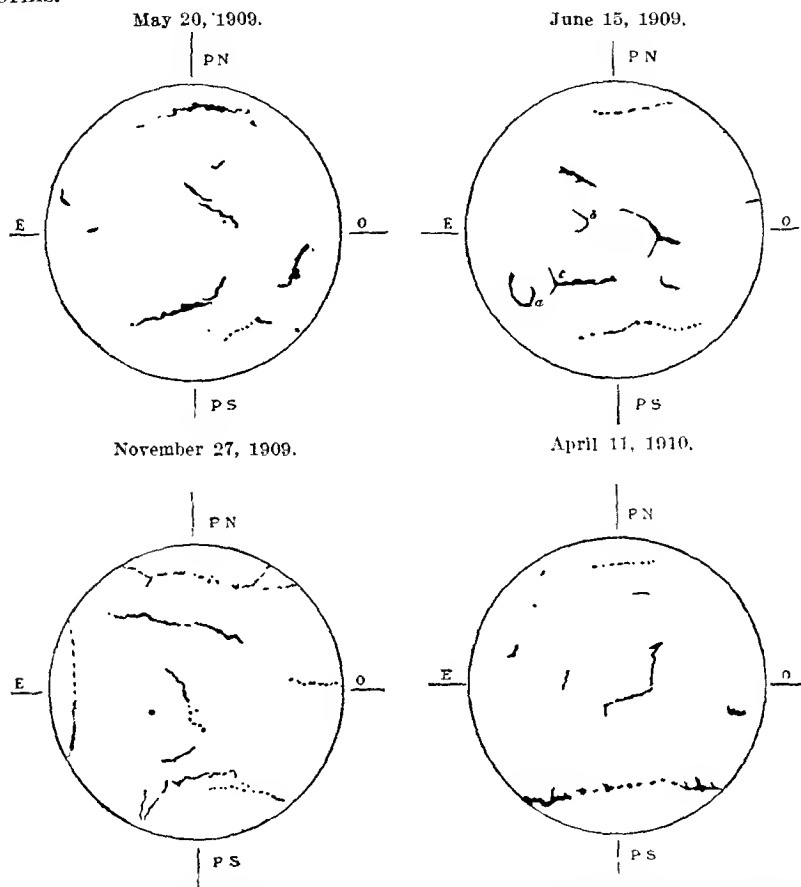 May 20, 1909.
June 15, 1909.
PN
PN
E
O
E
O
b
c
a
PS
PS
November 27, 1909.
April 11, 1910.
PN
PN
E
O
E
O
PS
PS